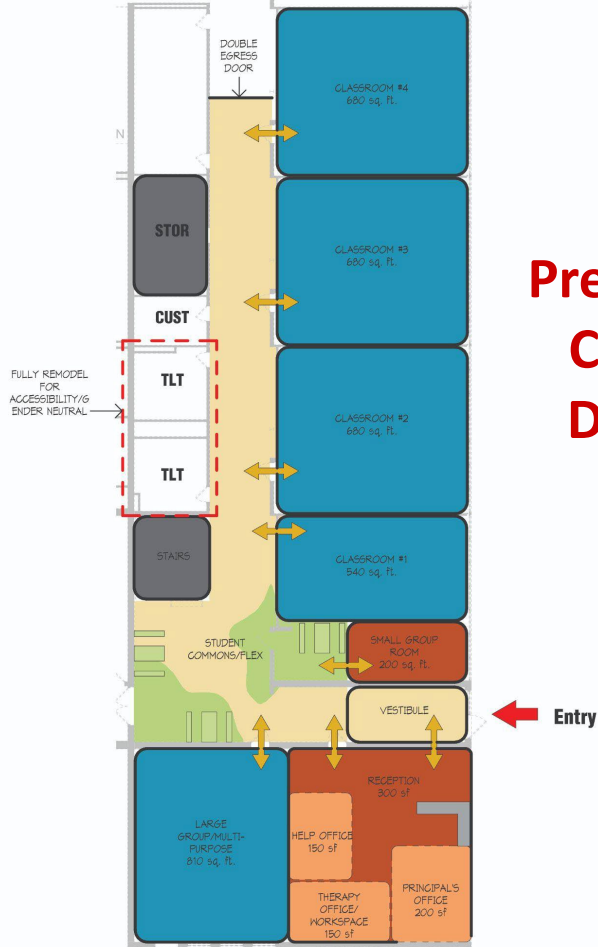 DOUBLE
EGRESS
DOOR
CLASSROOM #4
680 sq. ft.
N
STOR
CLASSROOM #3
680 sq. ft.
CUST
FULLY REMODEL
FOR
ACCESSIBILITY/G
ENDER NEUTRAL
TLT
TLT
CLASSROOM #2
680 sq. ft.
STAIRS
CLASSROOM #1
540 sq. ft.
STUDENT
COMMONS/FLEX
SMALL GROUP
ROOM
200 sq. ft.
VESTIBULE
Entry
RECEPTION
300 sf
LARGE
GROUP/MULTI-
PURPOSE
810 sq. ft.
HELP OFFICE
150 sf
THERAPY
OFFICE/
WORKSPACE
150 sf
PRINCIPAL'S
OFFICE
200 sf
Pre
C
D